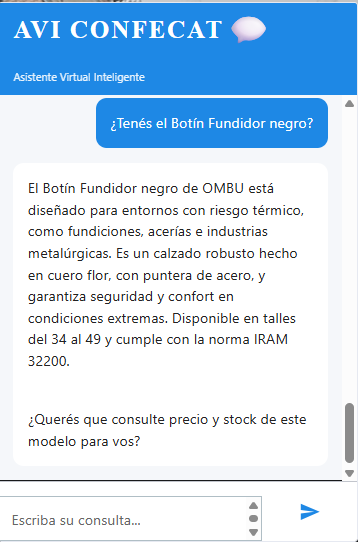 AVI CONFECAT
Asistente Virtual Inteligente
¿Tenés el Botín Fundidor negro?
El Botín Fundidor negro de OMBU está
diseñado para entornos con riesgo térmico,
como fundiciones, acerías e industrias
metalúrgicas. Es un calzado robusto hecho
en cuero flor, con puntera de acero, y
garantiza seguridad y confort en
condiciones extremas. Disponible en talles
del 34 al 49 y cumple con la norma IRAM
32200.
¿Querés que consulte precio y stock de este
modelo para vos?
Escriba su consulta...